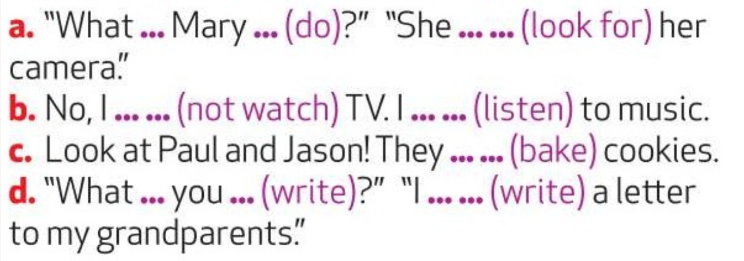 a. "What ... Mary ... (do)?" "She ... ... (look for) her
camera."
b. No, I ... ... (not watch) TV. I ... ... (listen) to music.
c. Look at Paul and Jason! They ... ... (bake) cookies.
d. "What ... you ... (write)?" "I ... ... (write) a letter
to my grandparents."